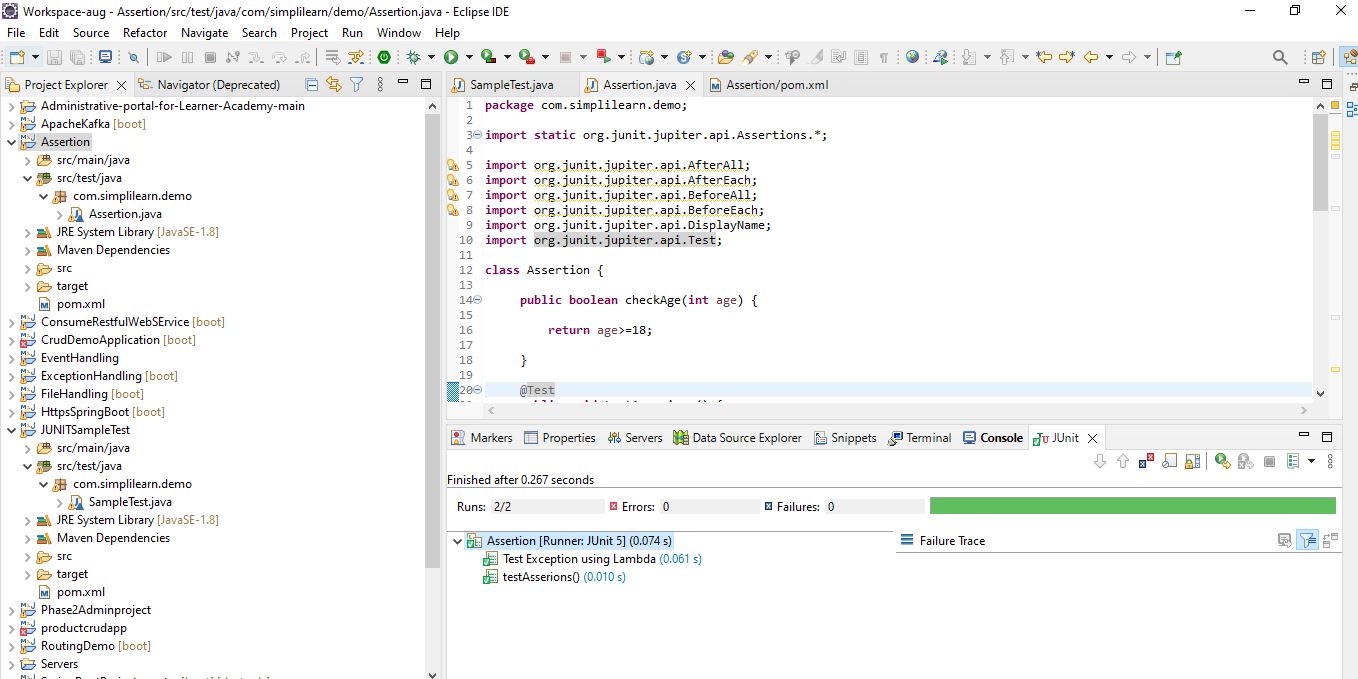 Workspace-aug - Assertion/src/test/java/com/simplilearn/demo/Assertion.java - Eclipse IDE
File Edit Source Refactor Navigate Search Project Run Window Help
Project Explorer
Navigator (Deprecated)
Administrative-portal-for-Learner-Academy-main
ApacheKafka [boot]
Assertion
src/main/java
src/test/java
com.simplilearn.demo
Assertion.java
JRE System Library [JavaSE-1.8]
Maven Dependencies
src
target
pom.xml
ConsumeRestfulWebSErvice [boot]
CrudDemoApplication [boot]
EventHandling
ExceptionHandling [boot]
FileHandling [boot]
HttpsSpringBoot [boot]
JUNITSampleTest
src/main/java
src/test/java
com.simplilearn.demo
SampleTest.java
JRE System Library [JavaSE-1.8]
Maven Dependencies
src
target
pom.xml
Phase2Adminproject
productcrudapp
RoutingDemo [boot]
Servers
SampleTest.java
Assertion.java
Assertion/pom.xml
1 package com.simplilearn.demo;
2
3 import static org.junit.jupiter.api.Assertions.*;
4
5 import org.junit.jupiter.api.AfterAll;
6 import org.junit.jupiter.api.AfterEach;
7 import org.junit.jupiter.api.BeforeAll;
8 import org.junit.jupiter.api.BeforeEach;
9 import org.junit.jupiter.api.DisplayName;
10 import org.junit.jupiter.api.Test;
11
12 class Assertion {
13
14 public boolean checkAge(int age) {
15
16 return age>=18;
17
18 }
19
20 @Test
Markers Properties Servers Data Source Explorer Snippets Terminal Console JUnit
Finished after 0.267 seconds
Runs: 2/2 Errors: 0 Failures: 0
Assertion [Runner: JUnit 5] (0.074 s)
Test Exception using Lambda (0.061 s)
testAsserions() (0.010 s)
Failure Trace